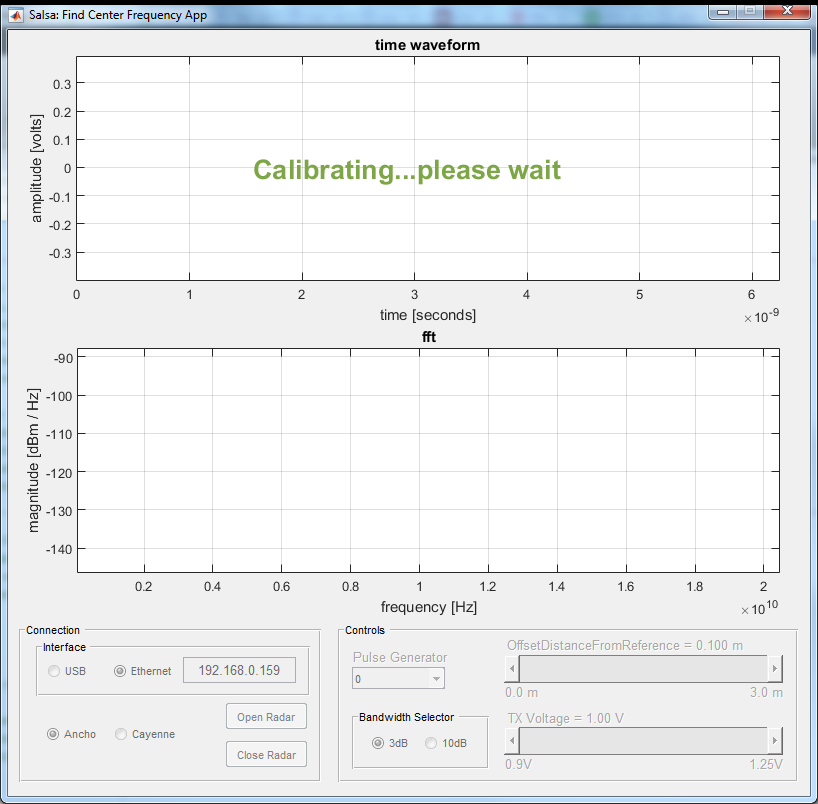 Salsa: Find Center Frequency App
time waveform
0.3
0.2
0.1
0
-0.1
-0.2
-0.3
amplitude [volts]
Calibrating...please wait
0 1 2 3 4 5 6
time [seconds]
×10-9
fft
-90
-100
-110
-120
-130
-140
magnitude [dBm / Hz]
0.2 0.4 0.6 0.8 1 1.2 1.4 1.6 1.8 2
frequency [Hz]
×10 10
Connection
Interface
USB Ethernet 192.168.0.159
Ancho Cayenne
Open Radar
Close Radar
Controls
Pulse Generator
0
Bandwidth Selector
3dB 10dB
OffsetDistanceFromReference = 0.100 m
0.0 m 3.0 m
TX Voltage = 1.00 V
0.9V 1.25V